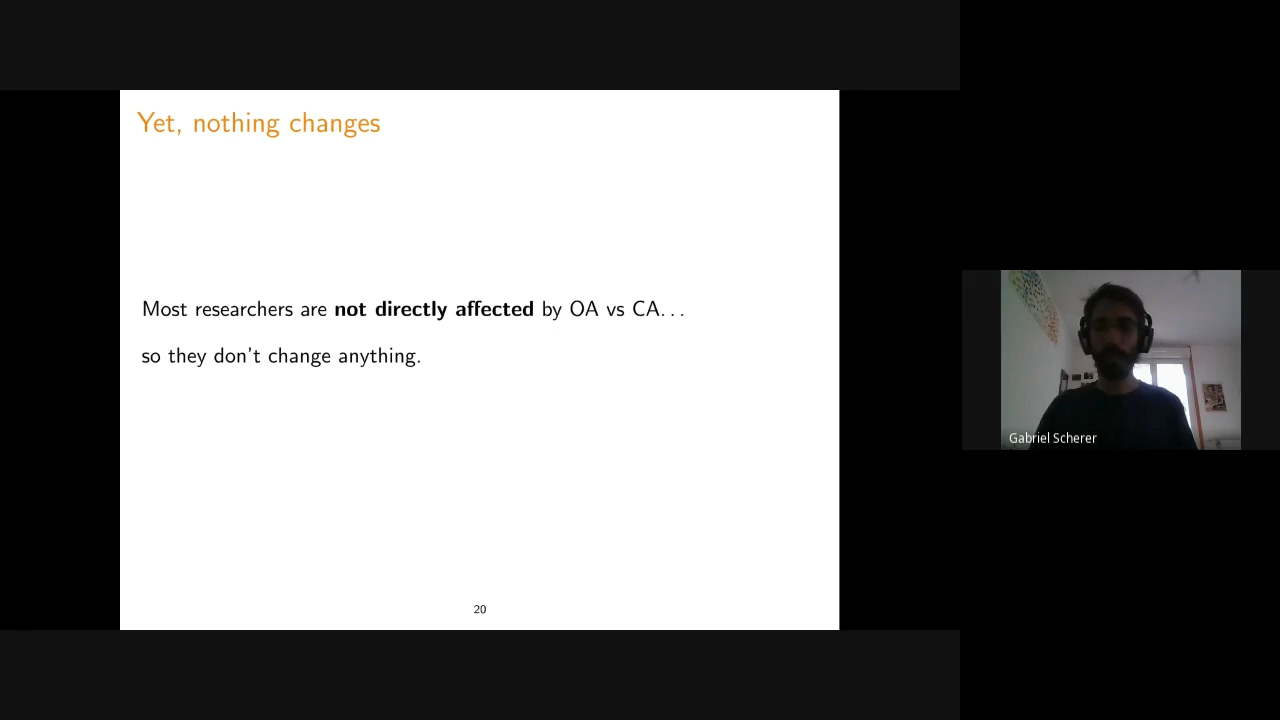 Yet, nothing changes
Most researchers are not directly affected by OA vs CA...
so they don't change anything.
20
Gabriel Scherer